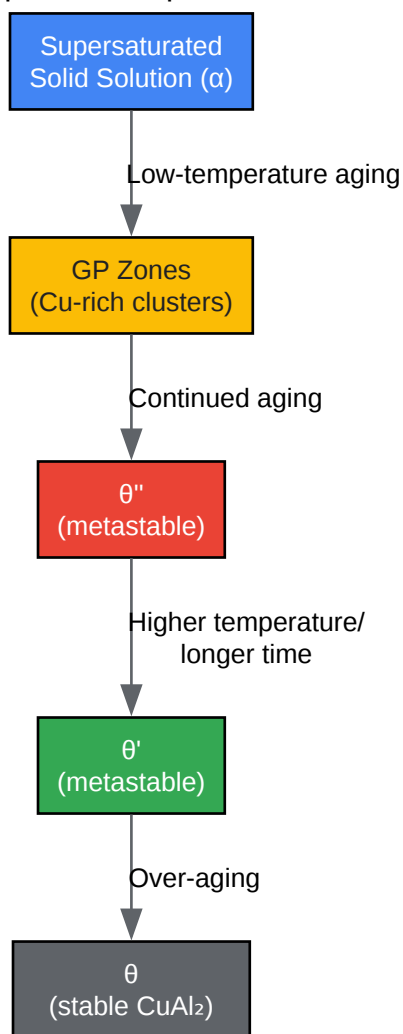 Supersaturated
Solid Solution (α)
Low-temperature aging
GP Zones
(Cu-rich clusters)
Continued aging
θ"
(metastable)
Higher temperature/
longer time
θ'
(metastable)
Over-aging
θ
(stable CuAl₂)